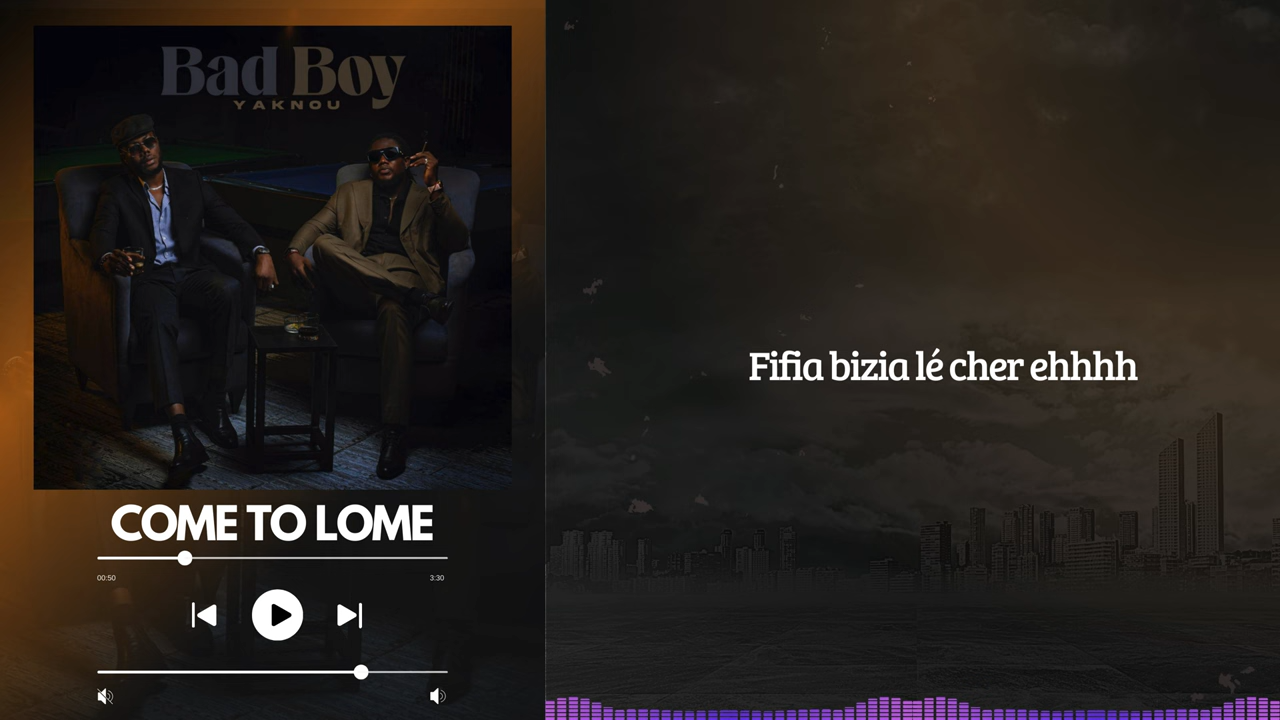 Bad Boy
YAKNOU
COME TO LOME
00:50
3:30
Fifia bizia lé cher ehhhh